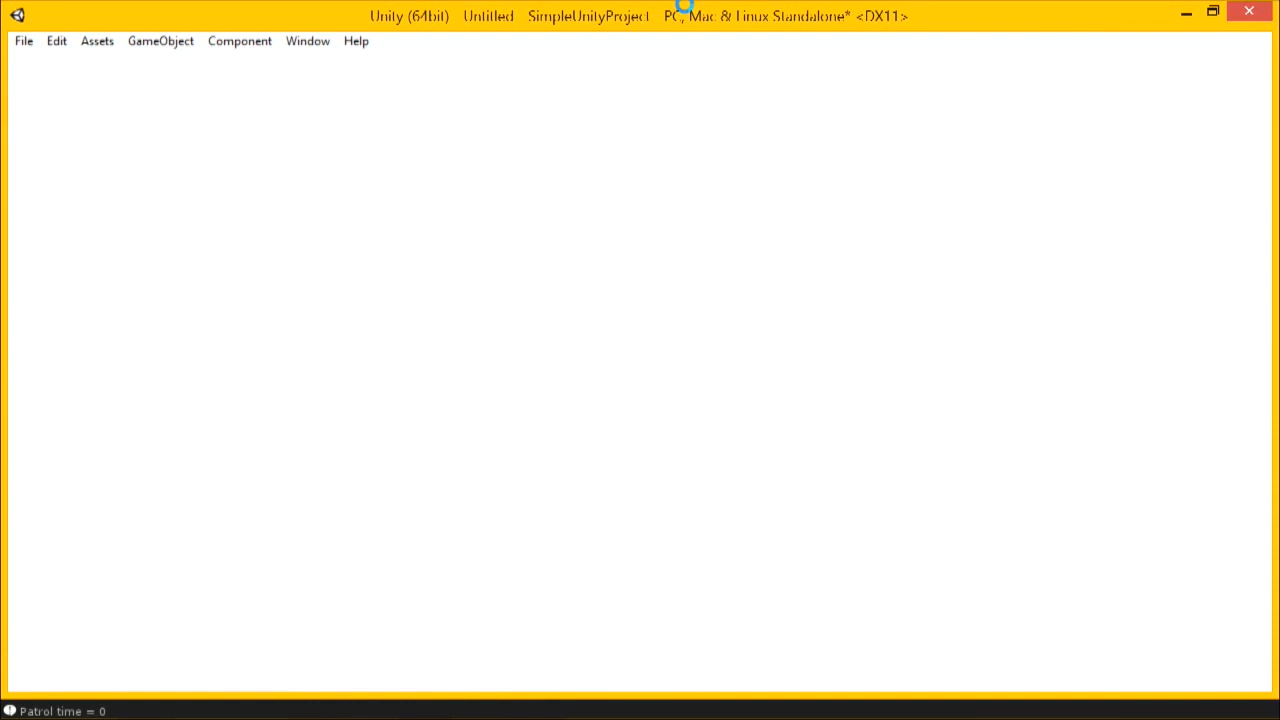 Unity (64bit) Untitled SimpleUnityProject PC, Mac & Linux Standalone* <DX11>
File Edit Assets GameObject Component Window Help
Patrol time = 0